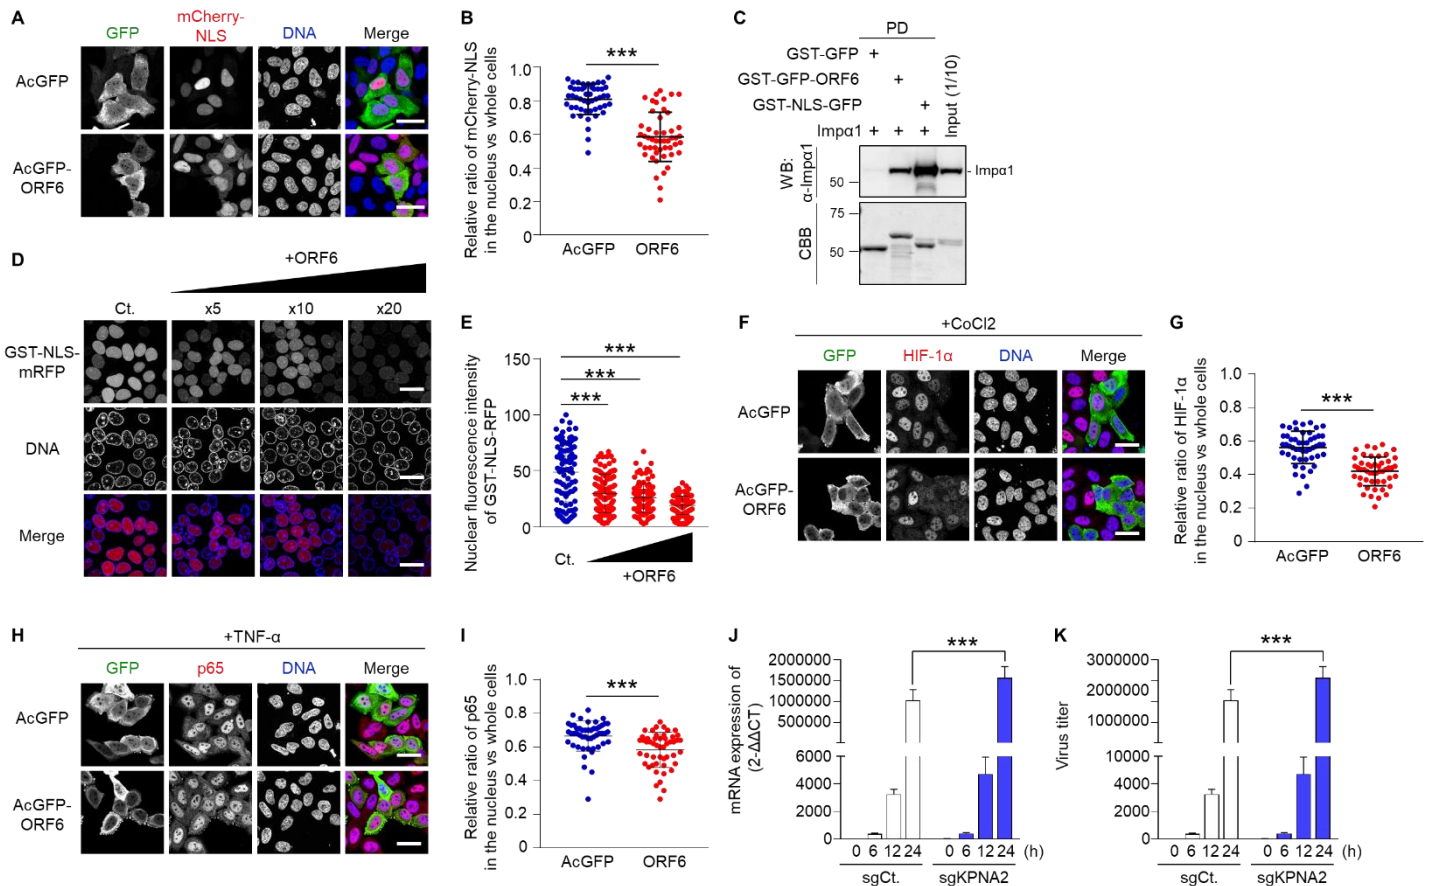 A
GFP
mCherry-
NLS
DNA
Merge
AcGFP
AcGFP-
ORF6
B
***
Relative ratio of mCherry-NLS
in the nucleus vs whole cells
1.0
0.8
0.6
0.4
0.2
0
AcGFP
ORF6
C
PD
GST-GFP +
GST-GFP-ORF6 +
GST-NLS-GFP +
Impα1 + + +
Input (1/10)
WB:
α-Impα1
50
- Impα1
CBB
75
50
D
+ORF6
Ct. x5 x10 x20
GST-NLS-
mRFP
DNA
Merge
E
Nuclear fluorescence intensity
of GST-NLS-RFP
150
100
50
0
***
***
***
Ct.
+ORF6
F
+CoCl2
GFP HIF-1α DNA Merge
AcGFP
AcGFP-
ORF6
G
Relative ratio of HIF-1α
in the nucleus vs whole cells
1.0
0.8
0.6
0.4
0.2
0
***
AcGFP
ORF6
H
+TNF-α
GFP p65 DNA Merge
AcGFP
AcGFP-
ORF6
I
Relative ratio of p65
in the nucleus vs whole cells
1.0
0.8
0.6
0.4
0.2
0
***
AcGFP
ORF6
J
mRNA expression of
(2-ΔΔCT)
2000000
1500000
1000000
500000
6000
4000
2000
0
***
0 6 12 24 0 6 12 24 (h)
sgCt. sgKPNA2
K
Virus titer
3000000
2000000
1000000
10000
4000
2000
0
***
0 6 12 24 0 6 12 24 (h)
sgCt. sgKPNA2